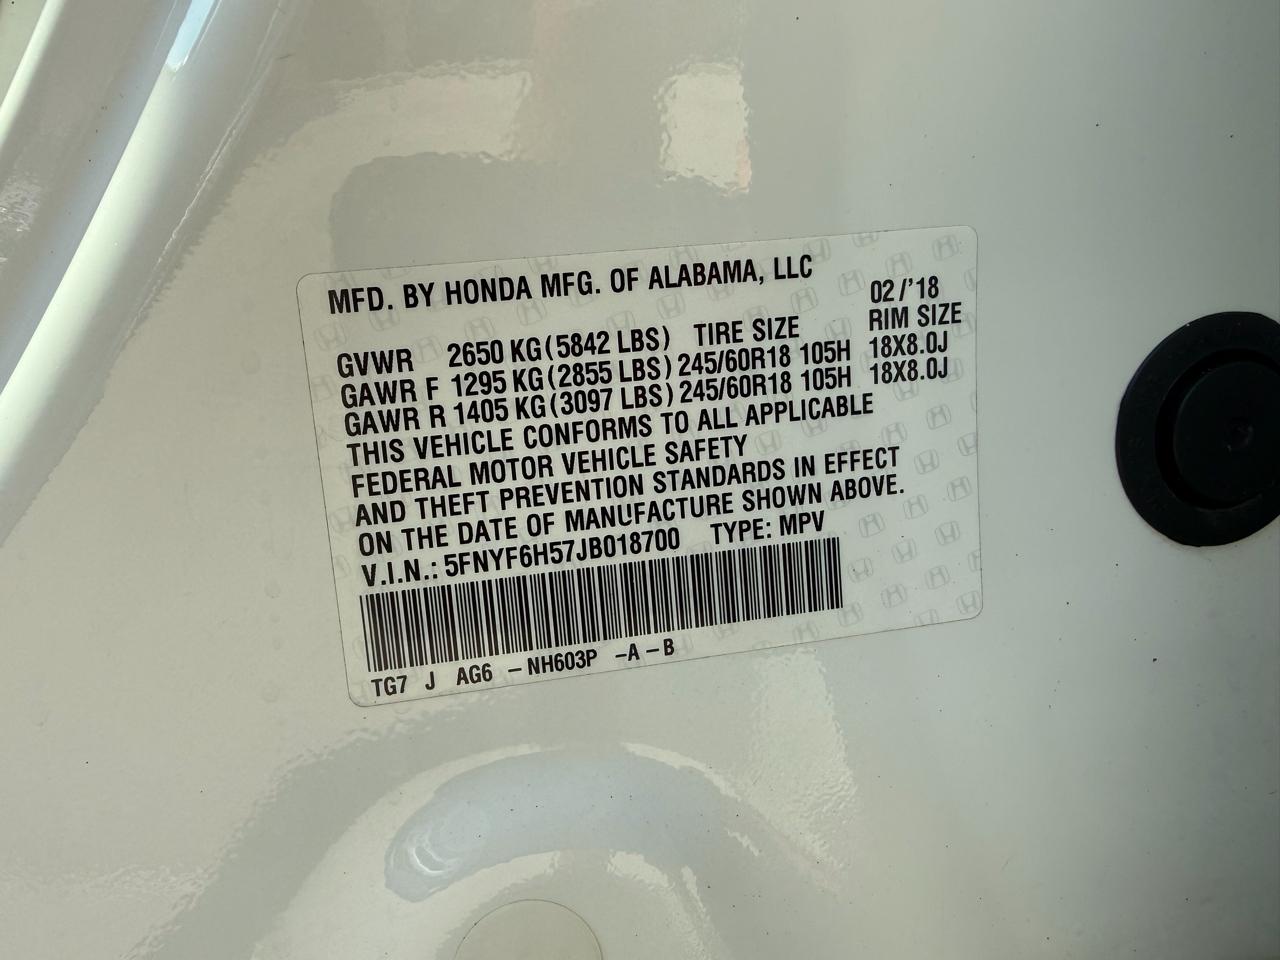 MFD. BY HONDA MFG. OF ALABAMA, LLC 02/'18
GVWR 2650 KG(5842 LBS) TIRE SIZE RIM SIZE
GAWR F 1295 KG(2855 LBS) 245/60R18 105H 18X8.0J
GAWR R 1405 KG(3097 LBS) 245/60R18 105H 18X8.0J
THIS VEHICLE CONFORMS TO ALL APPLICABLE
FEDERAL MOTOR VEHICLE SAFETY
AND THEFT PREVENTION STANDARDS IN EFFECT
ON THE DATE OF MANUFACTURE SHOWN ABOVE.
V.I.N.: 5FNYF6H57JB018700 TYPE: MPV
TG7 J AG6 -NH603P -A-B